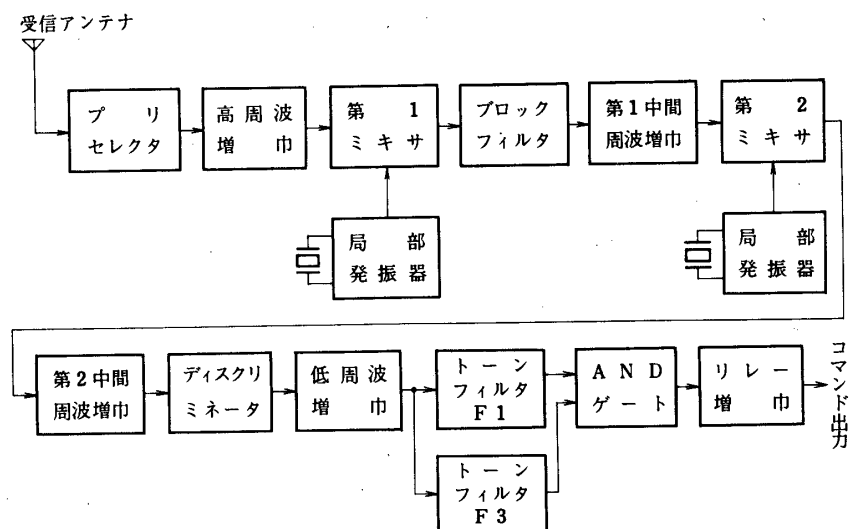 受信アンテナ
プリ
セレクタ
高周波
増巾
第1
ミキサ
ブロック
フィルタ
第1中間
周波増巾
第2
ミキサ
局部
発振器
局部
発振器
第2中間
周波増巾
ディスクリ
ミネータ
低周波
増巾
トーン
フィルタ
F1
AND
ゲート
リレー
増巾
コマンド出力
トーン
フィルタ
F3